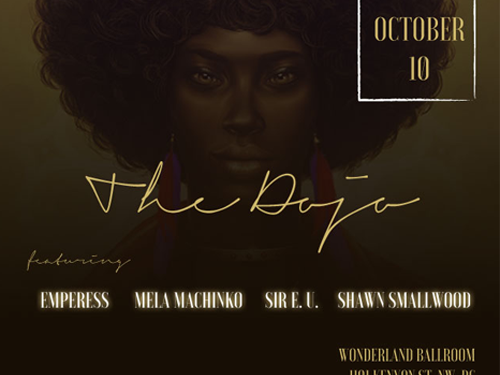 OCTOBER
10
The Dojo
featuring
EMPERESS MELA MACHINKO SIR E. U. SHAWN SMALLWOOD
WONDERLAND BALLROOM